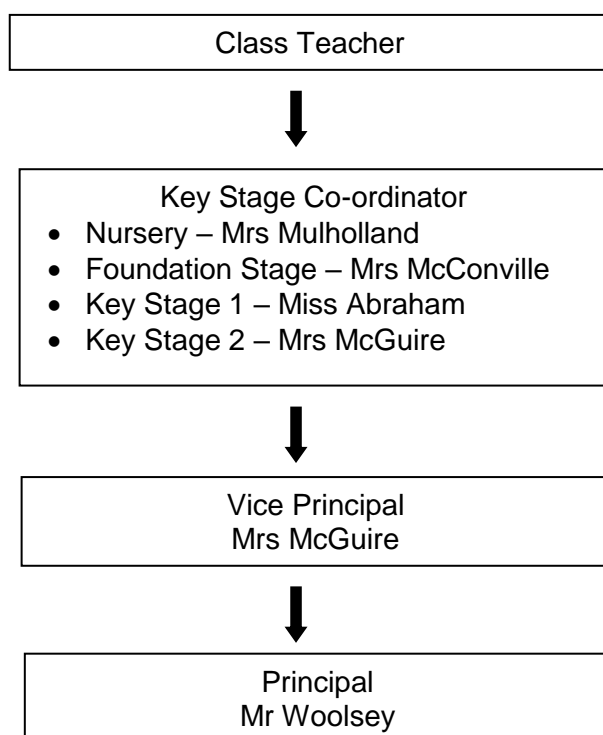 Class Teacher
Key Stage Co-ordinator
• Nursery – Mrs Mulholland
• Foundation Stage – Mrs McConville
• Key Stage 1 – Miss Abraham
• Key Stage 2 – Mrs McGuire
Vice Principal
Mrs McGuire
Principal
Mr Woolsey